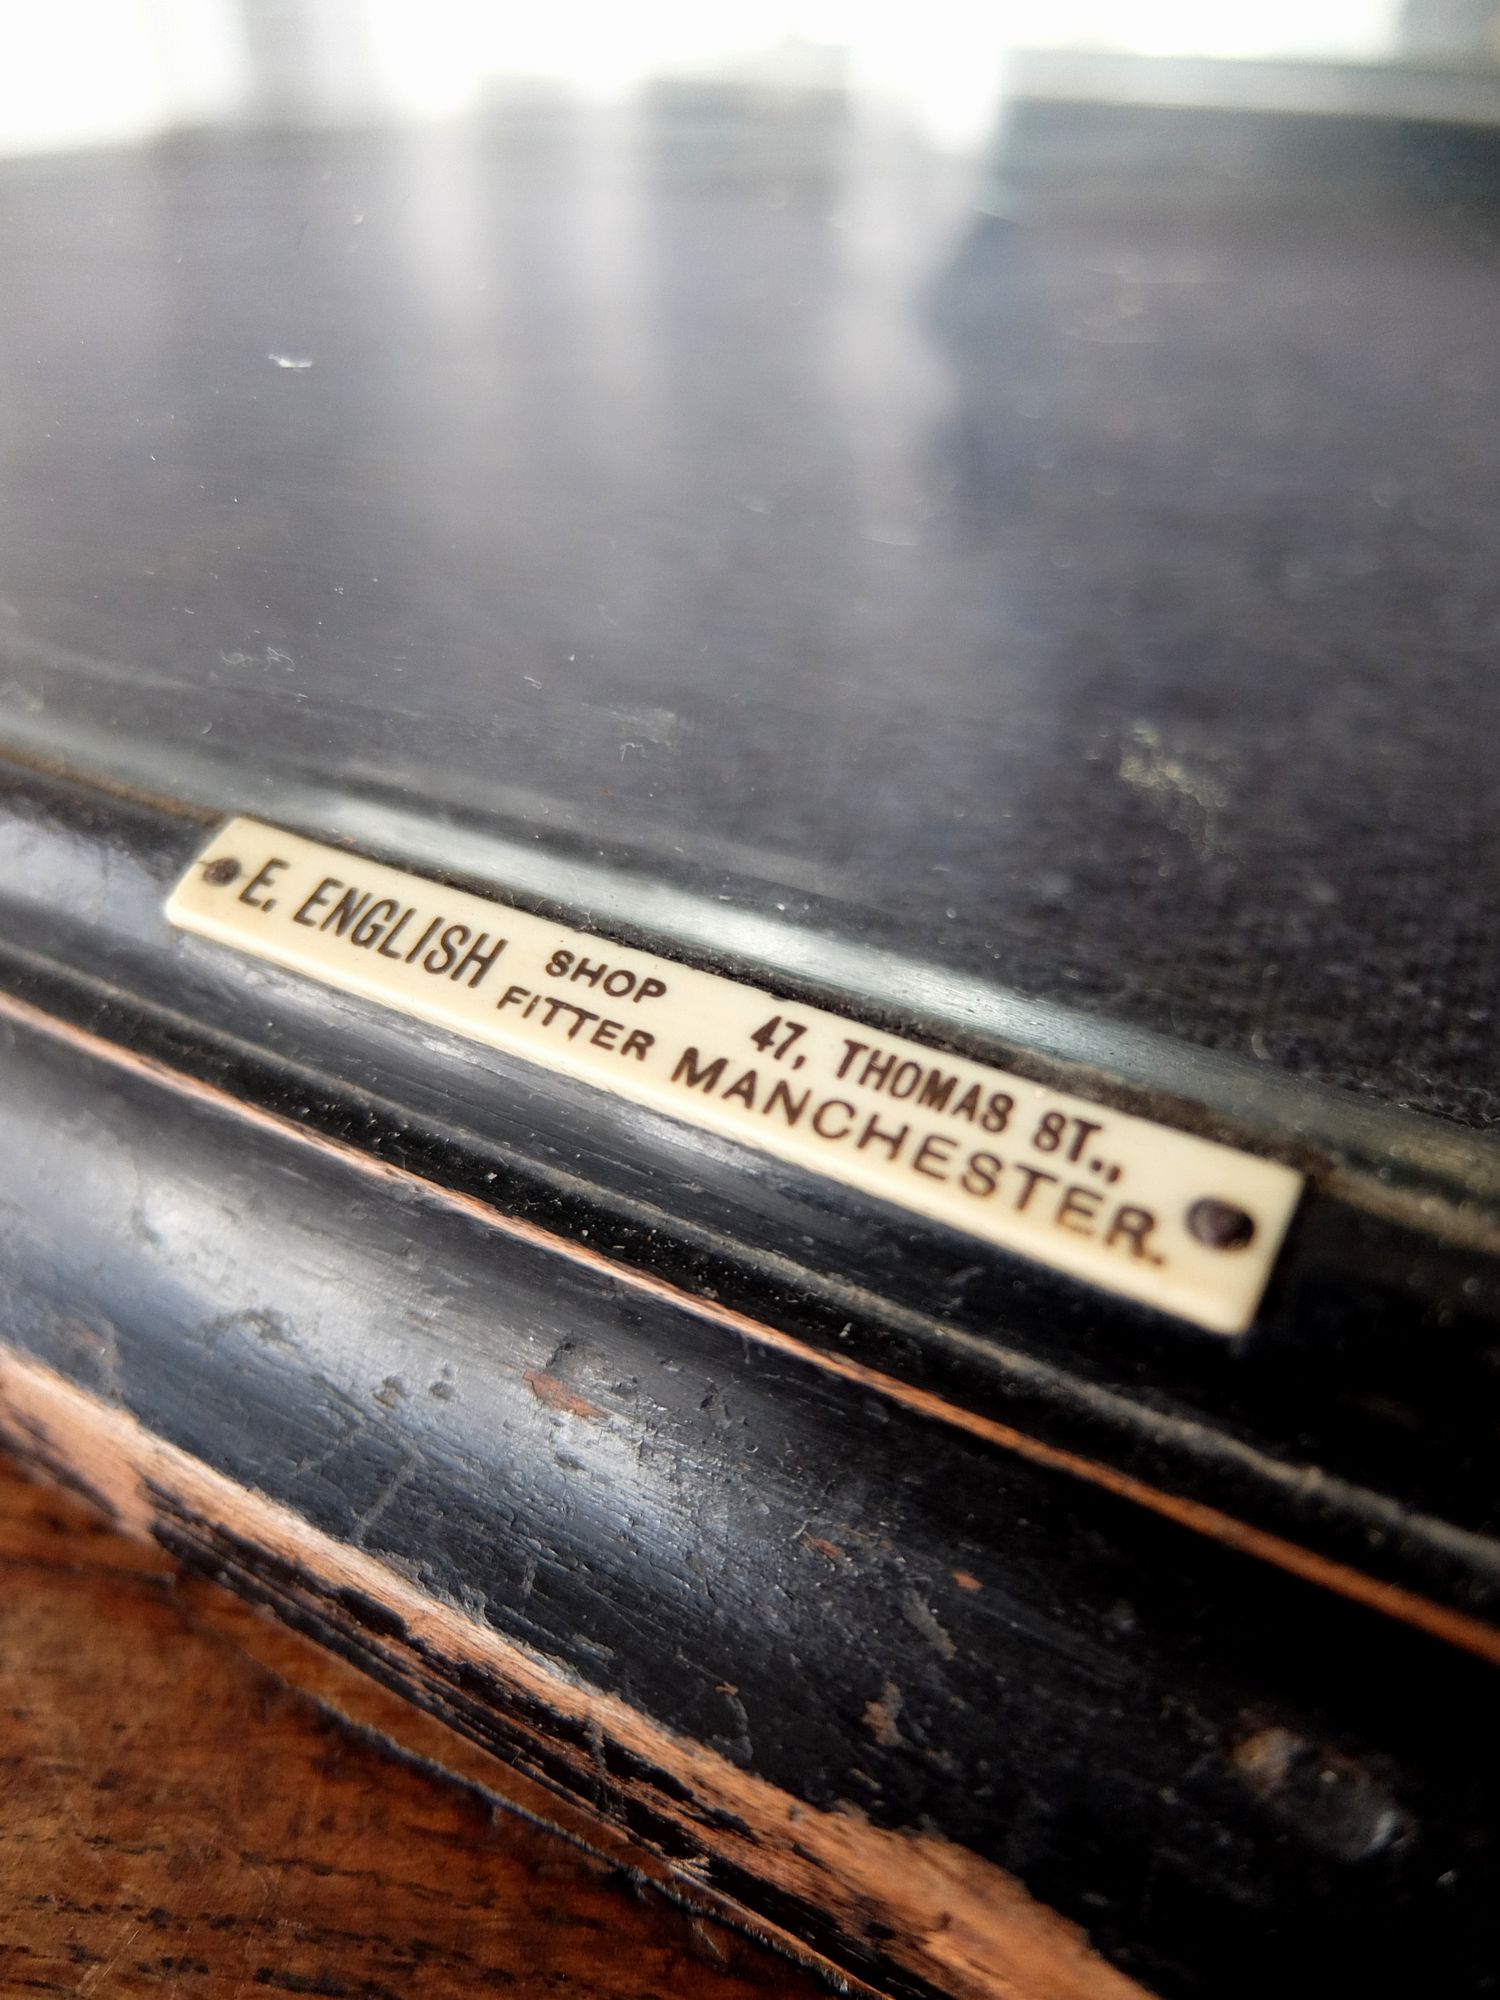 E. ENGLISH SHOP FITTER
47, THOMAS ST.,
MANCHESTER.